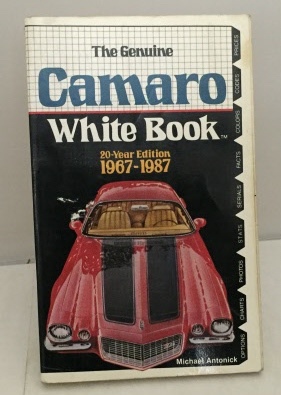 The Genuine
Camaro
White Book™
20-Year Edition
1967-1987
PRICES
CODES
COLORS
FACTS
SERIALS
STATS
PHOTOS
CHARTS
OPTIONS
Michael Antonick